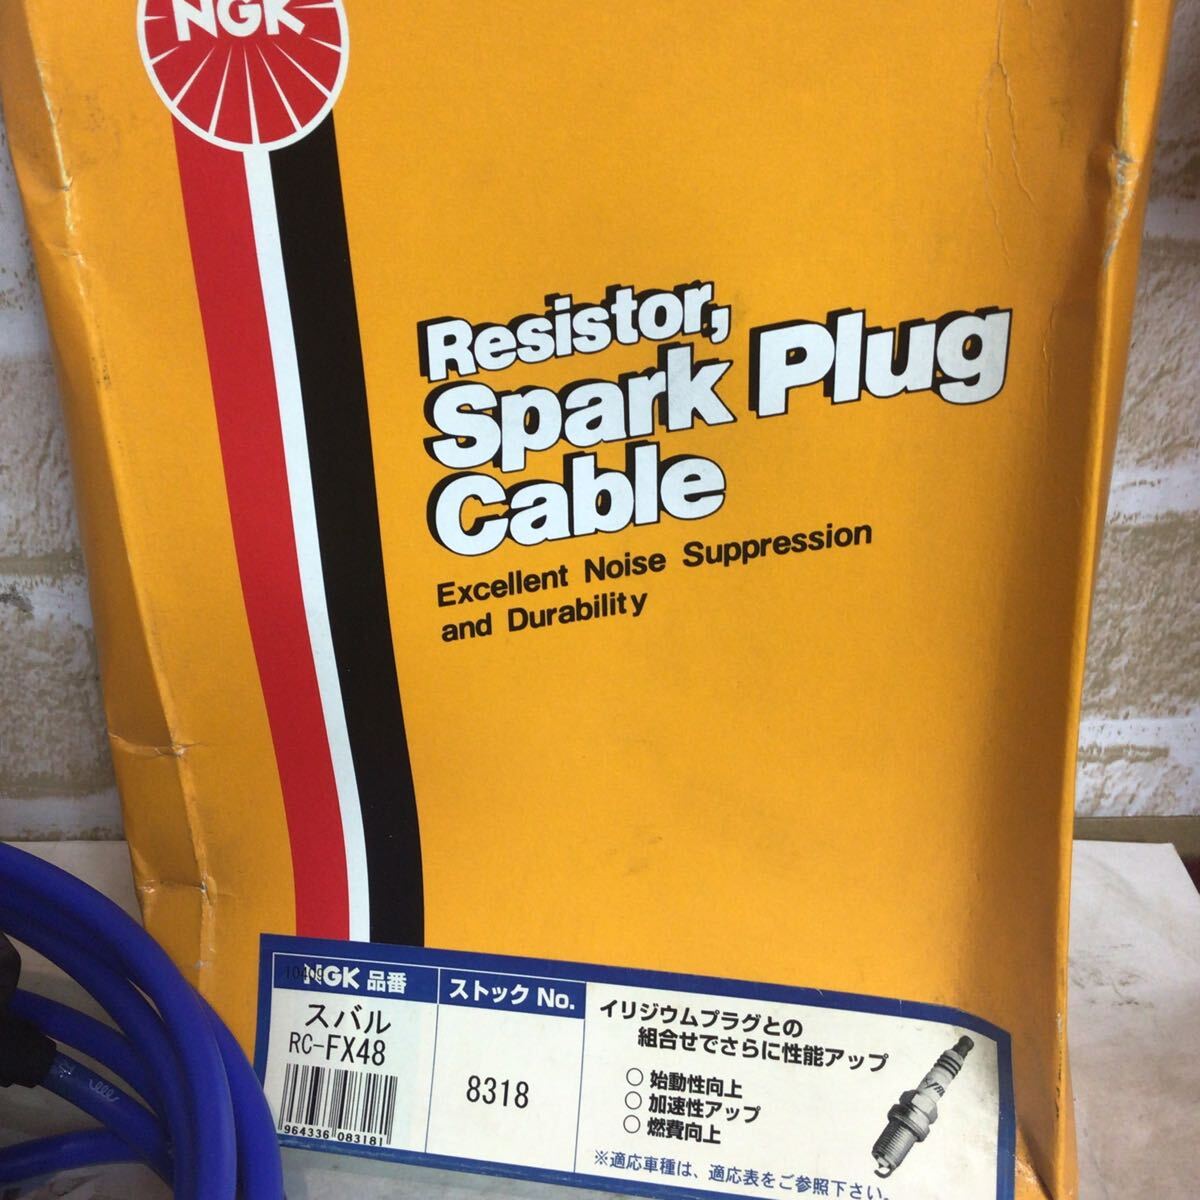 NGK
Resistor,
Spark Plug
Cable
Excellent Noise Suppression
and Durability
10409
NGK 品番
スバル
RC-FX48
964336 083181
ストック No.
8318
イリジウムプラグとの
組合せでさらに性能アップ
○ 始動性向上
○ 加速性アップ
○ 燃費向上
※適応車種は、適応表をご参照下さい。